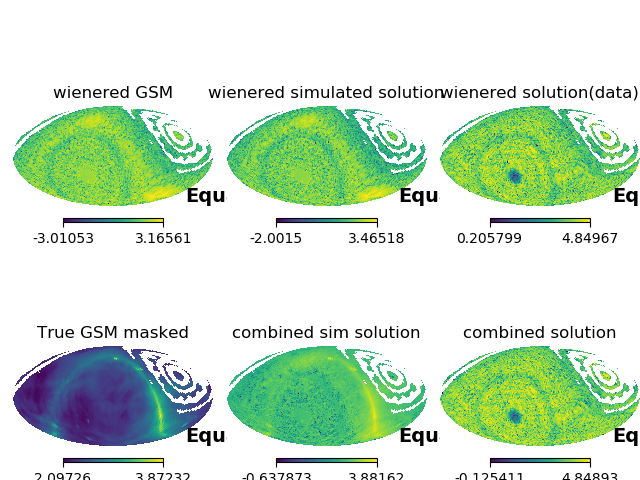 wienered GSM
wienered simulated solution
wienered solution(data)
Equ
Equ
Eq
-3.01053 3.16561
-2.0015 3.46518
0.205799 4.84967
True GSM masked
combined sim solution
combined solution
Equ
Equ
Eq
2.09726 3.87232
-0.637873 3.88162
-0.125411 4.84893